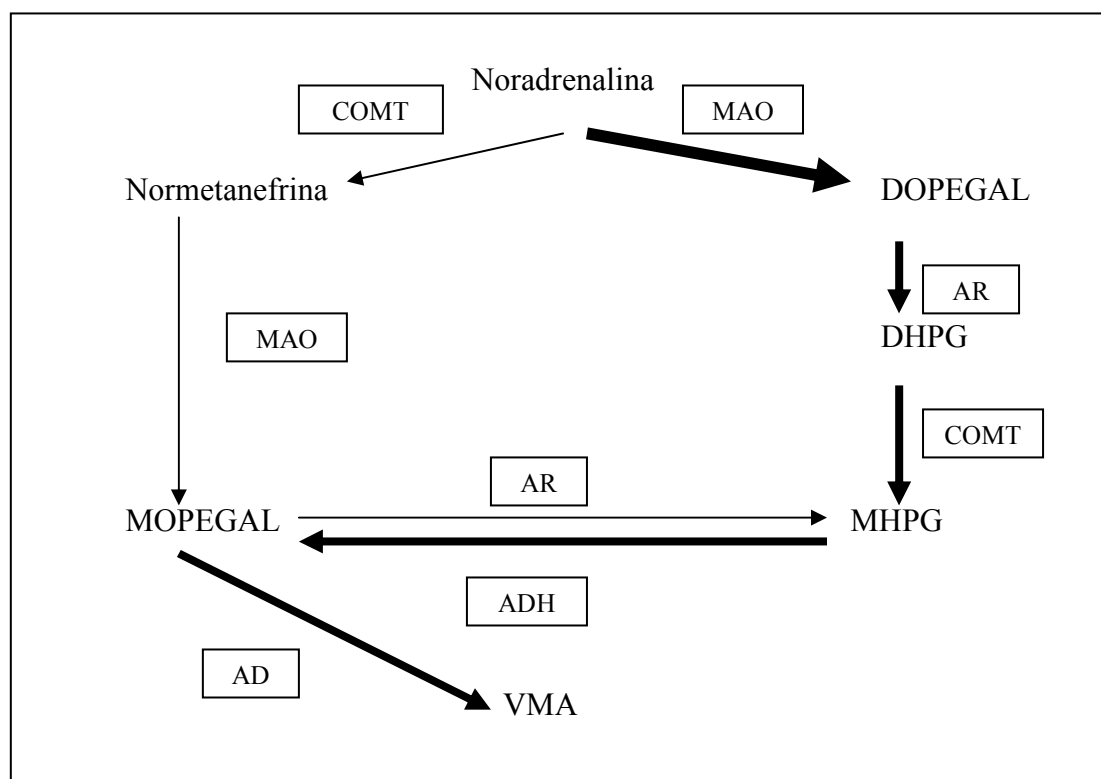 Noradrenalina
COMT
MAO
Normetanefrina
DOPEGAL
AR
DHPG
MAO
COMT
AR
MOPEGAL
MHPG
ADH
AD
VMA